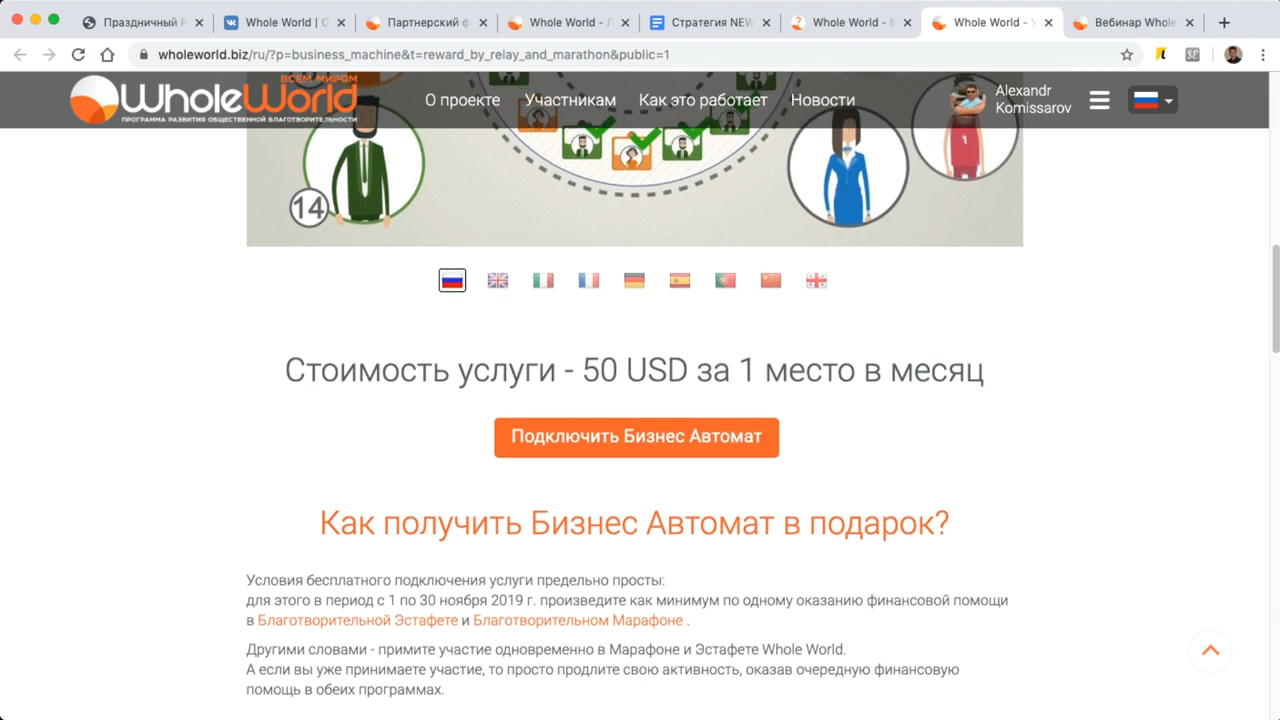 Праздничный Р
Whole World | О
Партнерский ф
Whole World - Л
Стратегия NEW
Whole World - Б
Whole World - У
Вебинар Whole
wholeworld.biz/ru/?p=business_machine&t=reward_by_relay_and_marathon&public=1
ВСЕМ МИРОМ
WholeWorld
ПРОГРАММА РАЗВИТИЯ ОБЩЕСТВЕННОЙ БЛАГОТВОРИТЕЛЬНОСТИ
О проекте Участникам Как это работает Новости
Alexandr
Komissarov
1
14
Стоимость услуги - 50 USD за 1 место в месяц
Подключить Бизнес Автомат
Как получить Бизнес Автомат в подарок?
Условия бесплатного подключения услуги предельно просты:
для этого в период с 1 по 30 ноября 2019 г. произведите как минимум по одному оказанию финансовой помощи
в Благотворительной Эстафете и Благотворительном Марафоне .
Другими словами - примите участие одновременно в Марафоне и Эстафете Whole World.
А если вы уже принимаете участие, то просто продлите свою активность, оказав очередную финансовую
помощь в обеих программах.